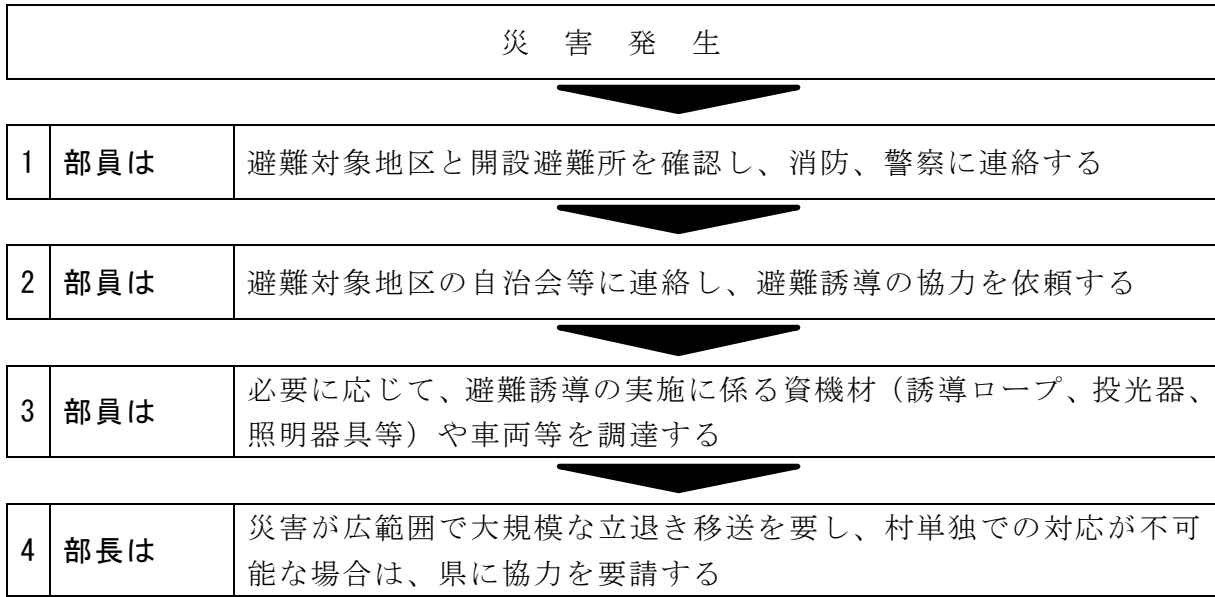 災 害 発 生
1 部員は 避難対象地区と開設避難所を確認し、消防、警察に連絡する
2 部員は 避難対象地区の自治会等に連絡し、避難誘導の協力を依頼する
3 部員は 必要に応じて、避難誘導の実施に係る資機材（誘導ロープ、投光器、
照明器具等）や車両等を調達する
4 部長は 災害が広範囲で大規模な立退き移送を要し、村単独での対応が不可
能な場合は、県に協力を要請する